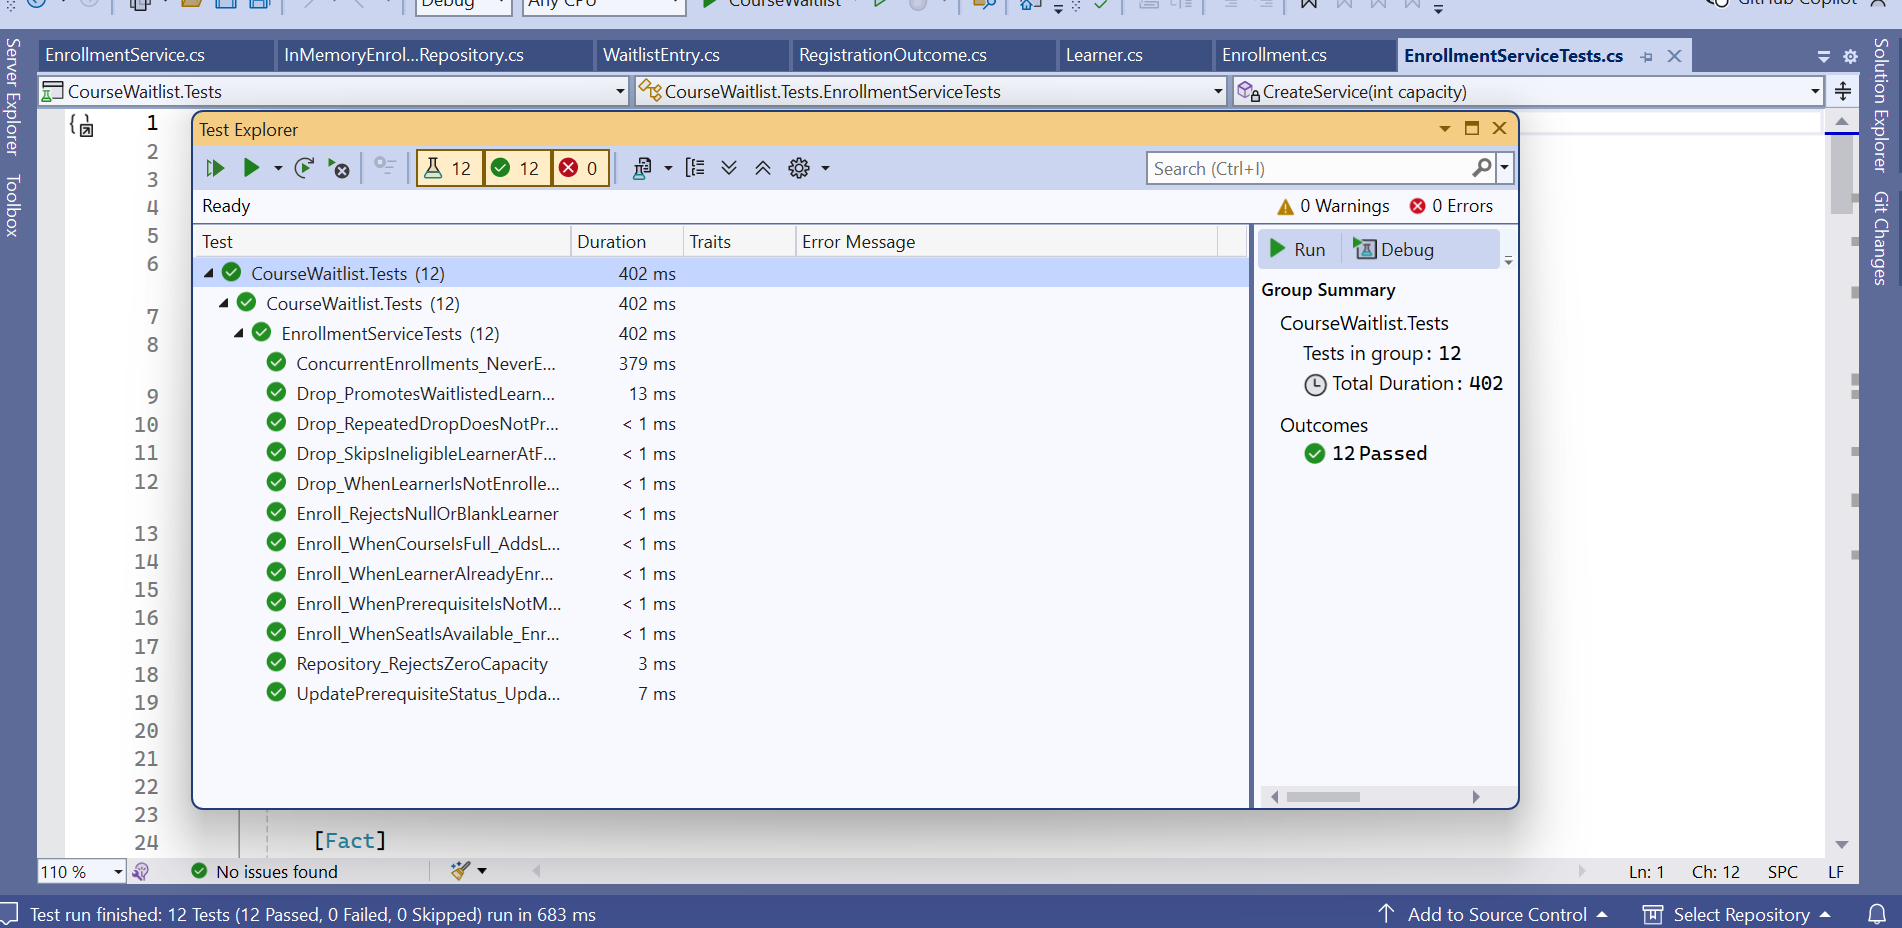 Debug Any CPU CourseWaitlist GitHub Copilot
EnrollmentService.cs InMemoryEnrol...Repository.cs WaitlistEntry.cs RegistrationOutcome.cs Learner.cs Enrollment.cs EnrollmentServiceTests.cs
CourseWaitlist.Tests CourseWaitlist.Tests.EnrollmentServiceTests CreateService(int capacity)
Server Explorer
Toolbox
Solution Explorer
Git Changes
1
2
3
4
5
6
7
8
9
10
11
12
13
14
15
16
17
18
19
20
21
22
23
24
Test Explorer
12 12 0 Search (Ctrl+I)
Ready 0 Warnings 0 Errors
Test Duration Traits Error Message
CourseWaitlist.Tests (12) 402 ms
CourseWaitlist.Tests (12) 402 ms
EnrollmentServiceTests (12) 402 ms
ConcurrentEnrollments_NeverE... 379 ms
Drop_PromotesWaitlistedLearn... 13 ms
Drop_RepeatedDropDoesNotPr... < 1 ms
Drop_SkipsIneligibleLearnerAtF... < 1 ms
Drop_WhenLearnerIsNotEnrolle... < 1 ms
Enroll_RejectsNullOrBlankLearner < 1 ms
Enroll_WhenCourseIsFull_AddsL... < 1 ms
Enroll_WhenLearnerAlreadyEnr... < 1 ms
Enroll_WhenPrerequisiteIsNotM... < 1 ms
Enroll_WhenSeatIsAvailable_Enr... < 1 ms
Repository_RejectsZeroCapacity 3 ms
UpdatePrerequisiteStatus_Upda... 7 ms
Run Debug
Group Summary
CourseWaitlist.Tests
Tests in group: 12
Total Duration: 402
Outcomes
12 Passed
[Fact]
110 % No issues found Ln: 1 Ch: 12 SPC LF
Test run finished: 12 Tests (12 Passed, 0 Failed, 0 Skipped) run in 683 ms Add to Source Control Select Repository